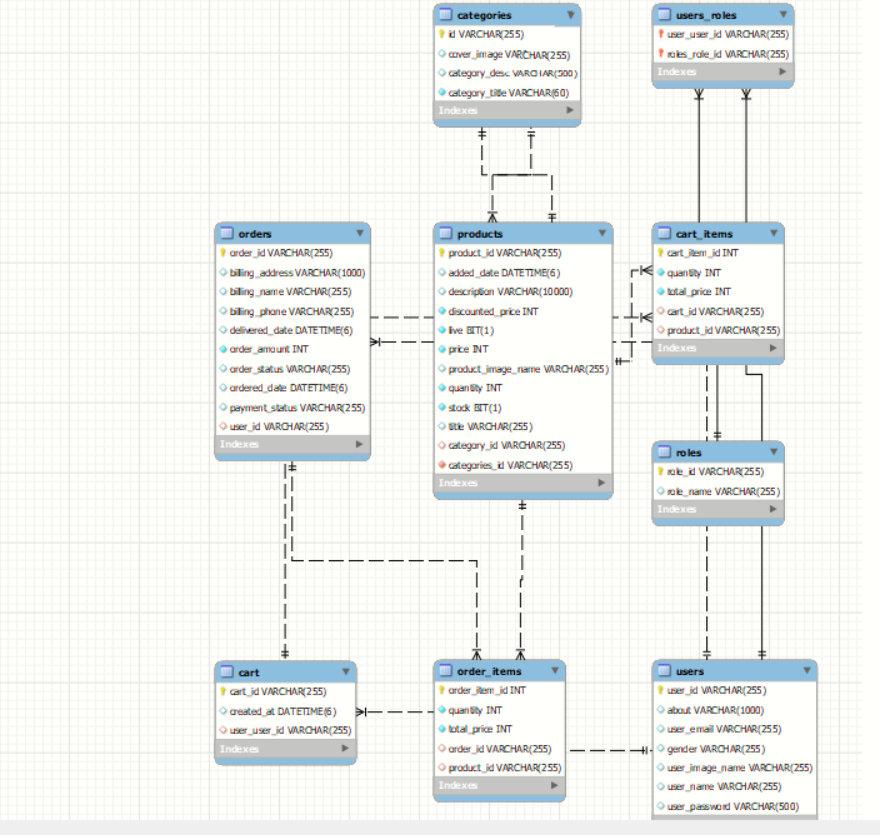 categories
id VARCHAR(255)
cover_image VARCHAR(255)
category_desc VARCHAR(500)
category_title VARCHAR(60)
Indexes
users_roles
user_user_id VARCHAR(255)
roles_role_id VARCHAR(255)
Indexes
orders
order_id VARCHAR(255)
billing_address VARCHAR(1000)
billing_name VARCHAR(255)
billing_phone VARCHAR(255)
delivered_date DATETIME(6)
order_amount INT
order_status VARCHAR(255)
ordered_date DATETIME(6)
payment_status VARCHAR(255)
user_id VARCHAR(255)
Indexes
products
product_id VARCHAR(255)
added_date DATETIME(6)
description VARCHAR(10000)
discounted_price INT
live BIT(1)
price INT
product_image_name VARCHAR(255)
quantity INT
stock BIT(1)
title VARCHAR(255)
category_id VARCHAR(255)
categories_id VARCHAR(255)
Indexes
cart_items
cart_item_id INT
quantity INT
total_price INT
cart_id VARCHAR(255)
product_id VARCHAR(255)
Indexes
roles
role_id VARCHAR(255)
role_name VARCHAR(255)
Indexes
cart
cart_id VARCHAR(255)
created_at DATETIME(6)
user_user_id VARCHAR(255)
Indexes
order_items
order_item_id INT
quantity INT
total_price INT
order_id VARCHAR(255)
product_id VARCHAR(255)
Indexes
users
user_id VARCHAR(255)
about VARCHAR(1000)
user_email VARCHAR(255)
gender VARCHAR(255)
user_image_name VARCHAR(255)
user_name VARCHAR(255)
user_password VARCHAR(500)